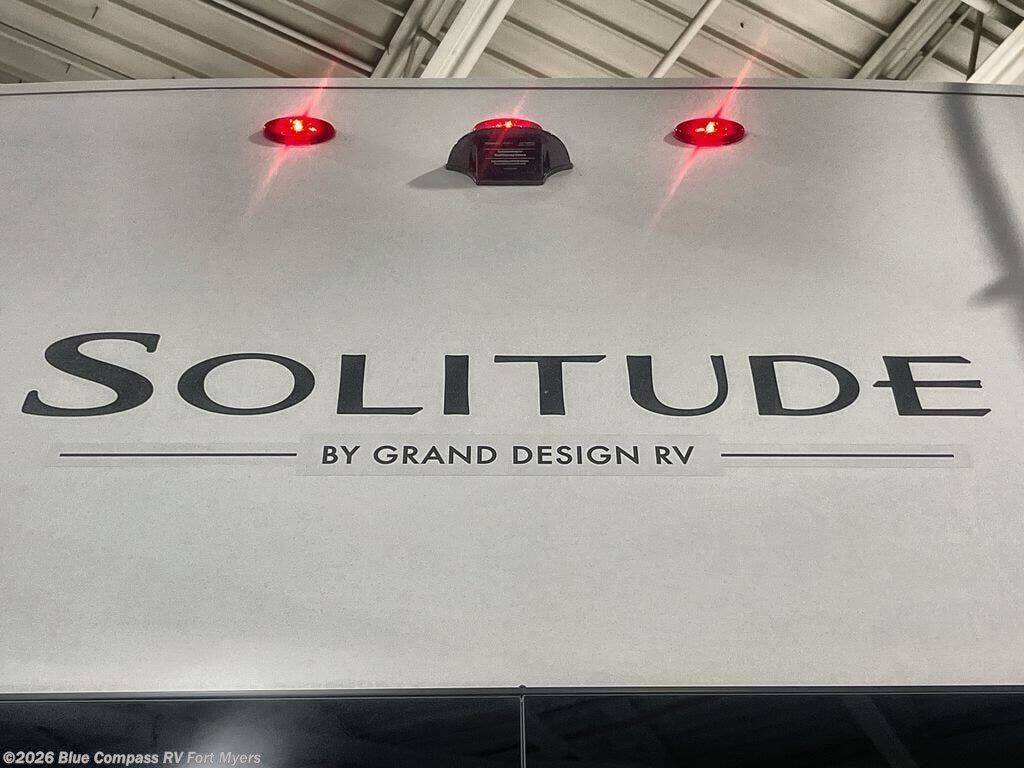 SOLITUDE
BY GRAND DESIGN RV
©2026 Blue Compass RV Fort Myers